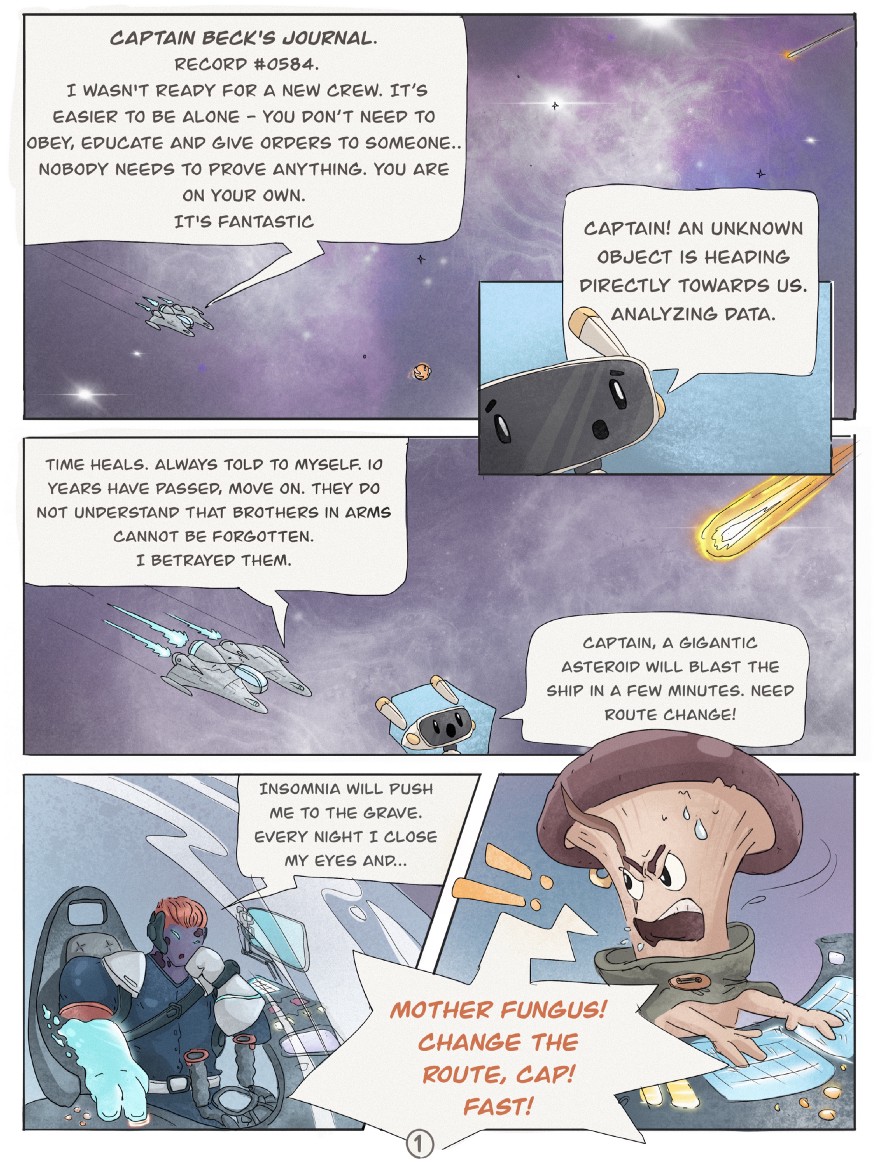 CAPTAIN BECK'S JOURNAL.
RECORD #0584.
I WASN'T READY FOR A NEW CREW. IT'S
EASIER TO BE ALONE – YOU DON'T NEED TO
OBEY, EDUCATE AND GIVE ORDERS TO SOMEONE..
NOBODY NEEDS TO PROVE ANYTHING. YOU ARE
ON YOUR OWN.
IT'S FANTASTIC
CAPTAIN! AN UNKNOWN
OBJECT IS HEADING
DIRECTLY TOWARDS US.
ANALYZING DATA.
TIME HEALS. ALWAYS TOLD TO MYSELF. 10
YEARS HAVE PASSED, MOVE ON. THEY DO
NOT UNDERSTAND THAT BROTHERS IN ARMS
CANNOT BE FORGOTTEN.
I BETRAYED THEM.
CAPTAIN, A GIGANTIC
ASTEROID WILL BLAST THE
SHIP IN A FEW MINUTES. NEED
ROUTE CHANGE!
INSOMNIA WILL PUSH
ME TO THE GRAVE.
EVERY NIGHT I CLOSE
MY EYES AND...
MOTHER FUNGUS!
CHANGE THE
ROUTE, CAP!
FAST!
1